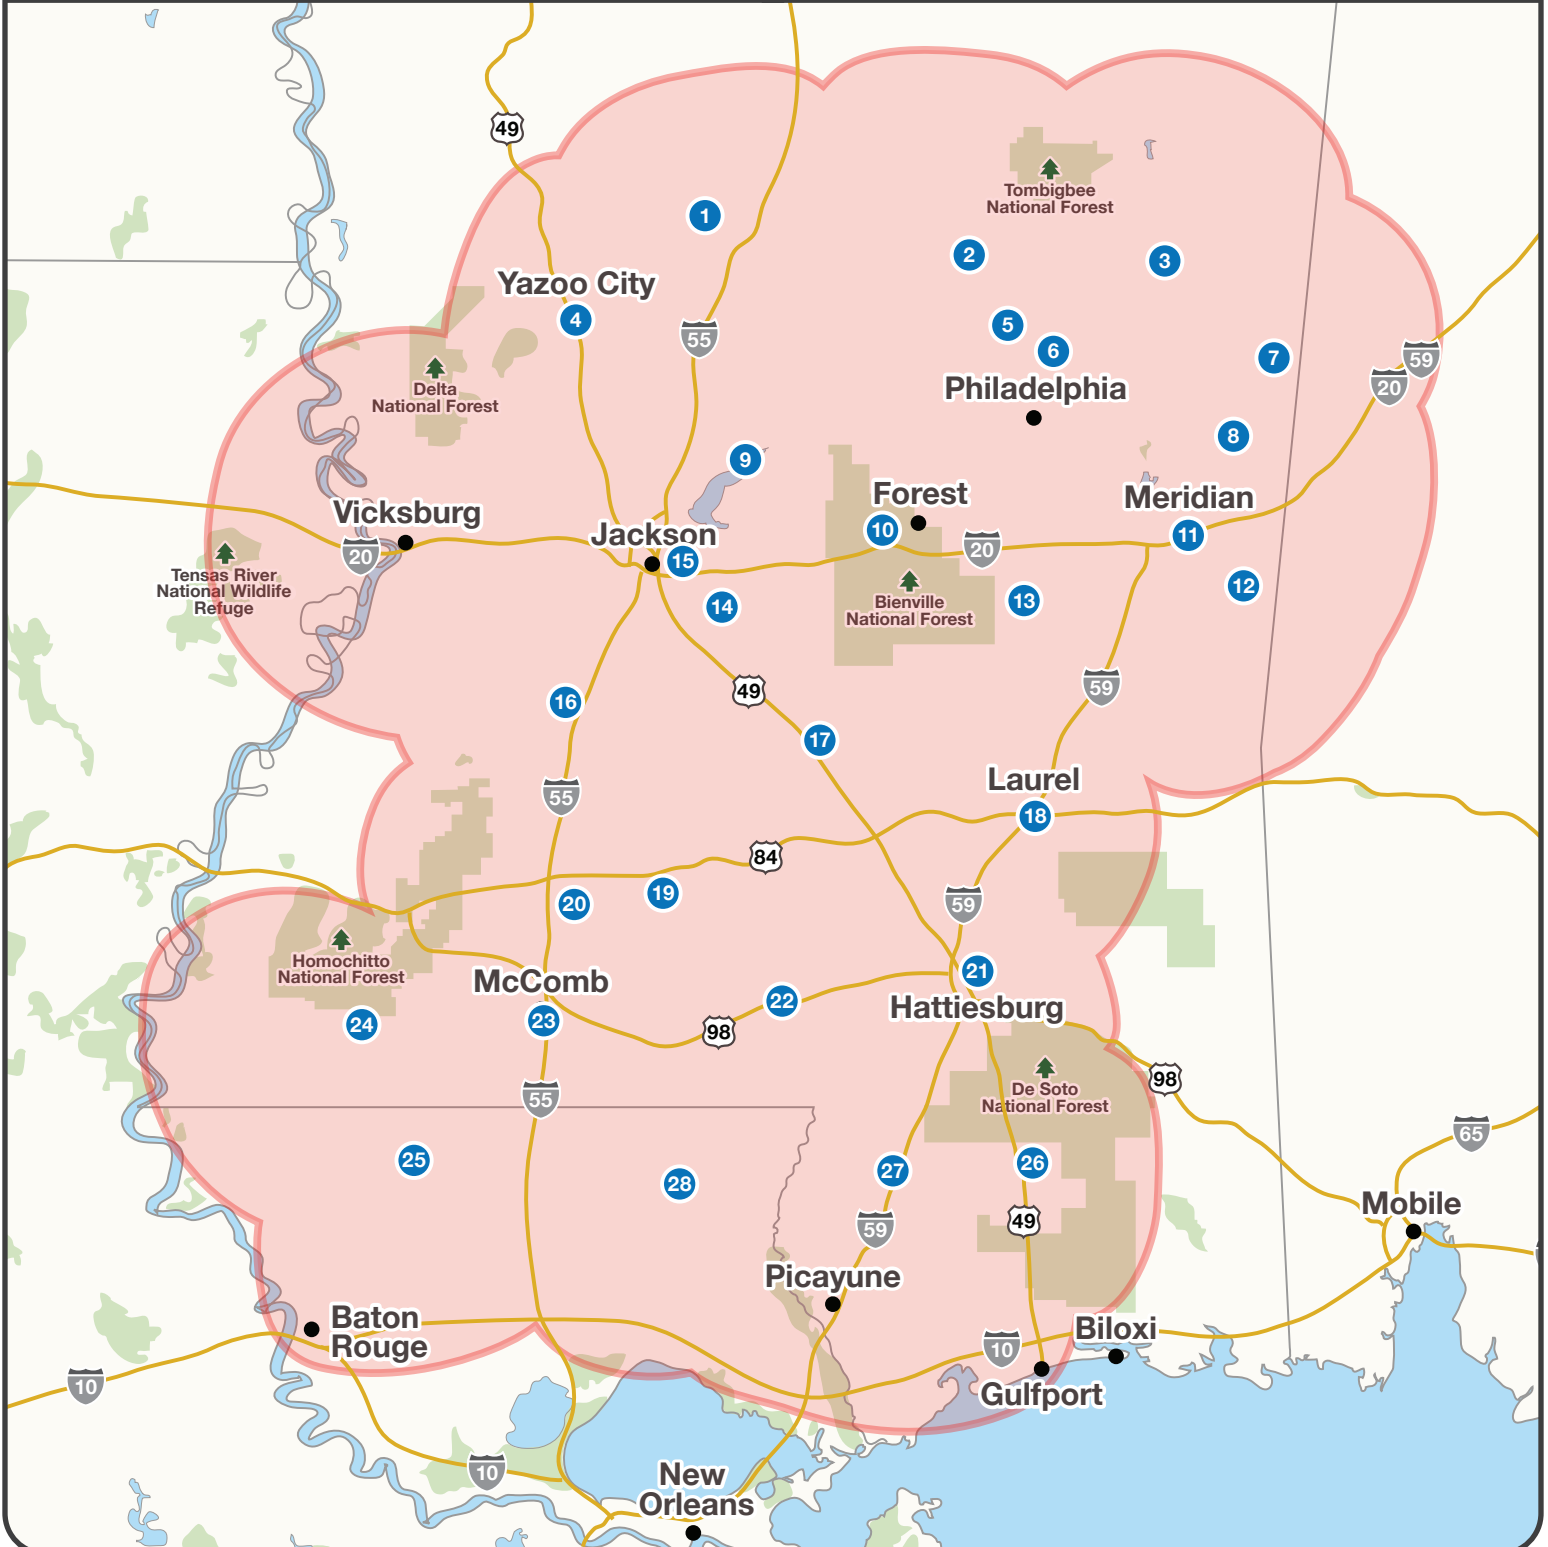 49
Tombigbee
National Forest
1
2
3
Yazoo City
4
5
55
6
7
59
20
Delta
National Forest
Philadelphia
8
9
Forest
Meridian
Vicksburg
10
Jackson
11
20
20
15
Tensas River
National Wildlife
Refuge
12
Bienville
National Forest
13
14
59
49
16
17
Laurel
55
18
84
19
20
59
Homochitto
National Forest
21
McComb
22
Hattiesburg
23
24
98
De Soto
National Forest
98
55
65
25
26
27
28
Mobile
49
59
Picayune
Baton
Rouge
Biloxi
10
10
Gulfport
10
New
Orleans